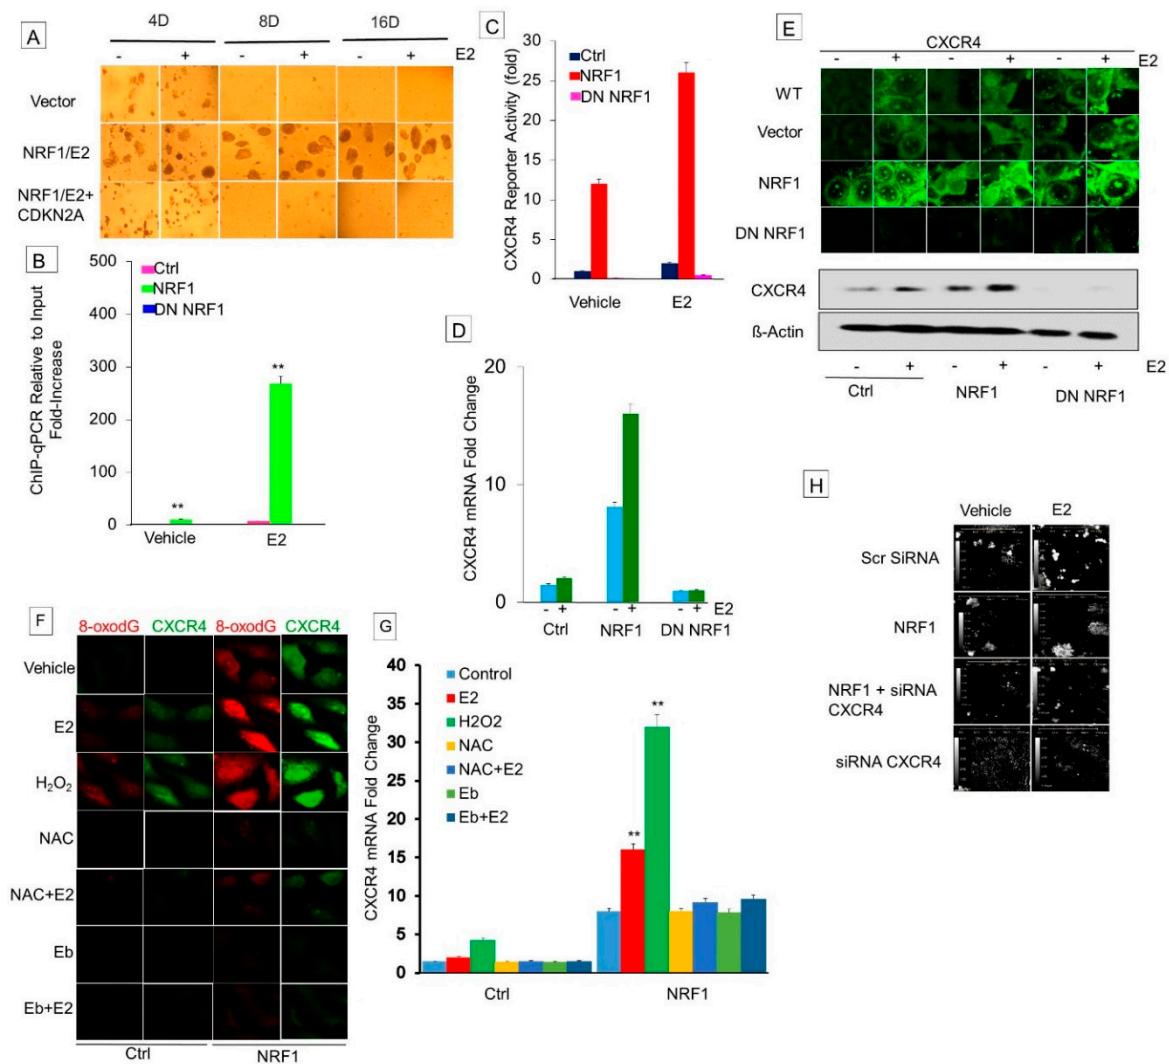 A
4D 8D 16D
- + - + - + E2
Vector
NRF1/E2
NRF1/E2+
CDKN2A
B
ChIP-qPCR Relative to Input
Fold-Increase
500
400
300
200
100
0
Ctrl
NRF1
DN NRF1
**
**
Vehicle E2
C
CXCR4 Reporter Activity (fold)
30
25
20
15
10
5
0
Ctrl
NRF1
DN NRF1
Vehicle E2
D
CXCR4 mRNA Fold Change
20
10
0
- + - + - + E2
Ctrl NRF1 DN NRF1
E
CXCR4
- + - + - + E2
WT
Vector
NRF1
DN NRF1
CXCR4
ß-Actin
- + - + - + E2
Ctrl NRF1 DN NRF1
F
8-oxodG CXCR4 8-oxodG CXCR4
Vehicle
E2
H2O2
NAC
NAC+E2
Eb
Eb+E2
Ctrl NRF1
G
CXCR4 mRNA Fold Change
40
35
30
25
20
15
10
5
0
Control
E2
H2O2
NAC
NAC+E2
Eb
Eb+E2
**
**
Ctrl NRF1
H
Vehicle E2
Scr SiRNA
NRF1
NRF1 + siRNA
CXCR4
siRNA CXCR4